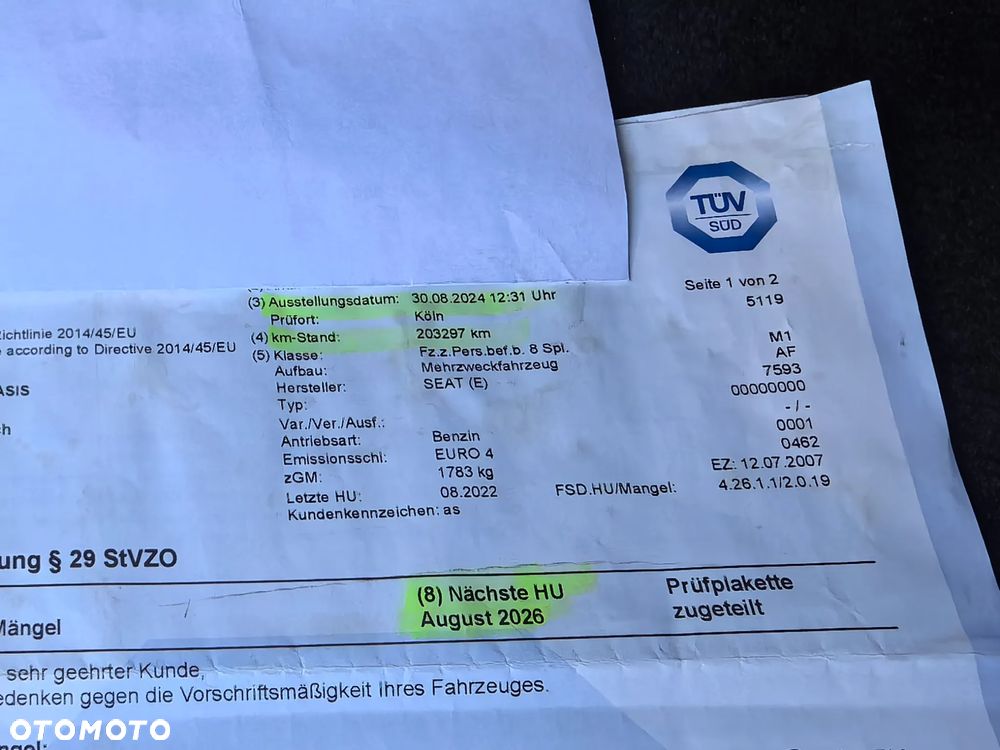 TÜV
SÜD
Seite 1 von 2
(3) Ausstellungsdatum: 30.08.2024 12:31 Uhr 5119
Prüfort: Köln
(4) km-Stand: 203297 km
(5) Klasse: Fz.z.Pers.bef.b. 8 Spl. M1
Aufbau: Mehrzweckfahrzeug AF
Hersteller: SEAT (E) 7593
Typ: 00000000
Var./Ver./Ausf.: - / -
Antriebsart: Benzin 0001
Emissionsschl: EURO 4 0462
zGM: 1783 kg EZ: 12.07.2007
Letzte HU: 08.2022 FSD.HU/Mangel: 4.26.1.1/2.0.19
Kundenkennzeichen: as
ichtlinie 2014/45/EU
according to Directive 2014/45/EU
ASIS
ch
ung § 29 StVZO
(8) Nächste HU Prüfplakette
August 2026 zugeteilt
Mängel
sehr geehrter Kunde,
edenken gegen die Vorschriftsmäßigkeit Ihres Fahrzeuges.
OTOMOTO